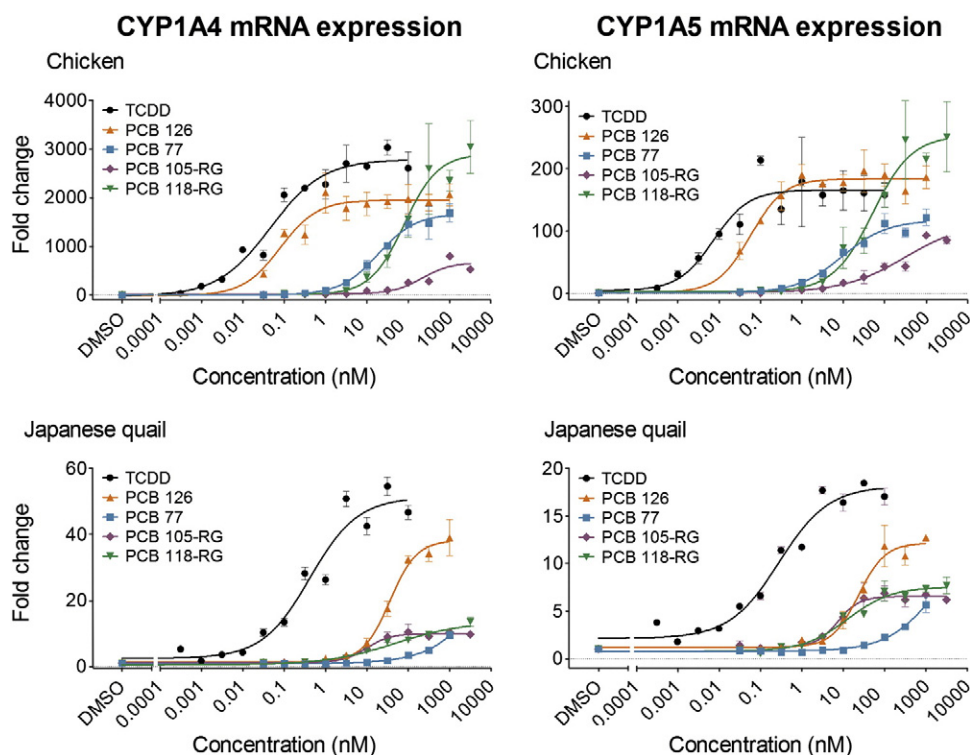 CYP1A4 mRNA expression
Chicken
Fold change
4000
3000
2000
1000
0
TCDD
PCB 126
PCB 77
PCB 105-RG
PCB 118-RG
DMSO
0.0001
0.001
0.01
0.1
1
10
100
1000
10000
Concentration (nM)
CYP1A5 mRNA expression
Chicken
300
200
100
0
TCDD
PCB 126
PCB 77
PCB 105-RG
PCB 118-RG
DMSO
0.0001
0.001
0.01
0.1
1
10
100
1000
10000
Concentration (nM)
Japanese quail
Fold change
60
40
20
0
TCDD
PCB 126
PCB 77
PCB 105-RG
PCB 118-RG
DMSO
0.0001
0.001
0.01
0.1
1
10
100
1000
10000
Concentration (nM)
Japanese quail
20
15
10
5
0
TCDD
PCB 126
PCB 77
PCB 105-RG
PCB 118-RG
DMSO
0.0001
0.001
0.01
0.1
1
10
100
1000
10000
Concentration (nM)